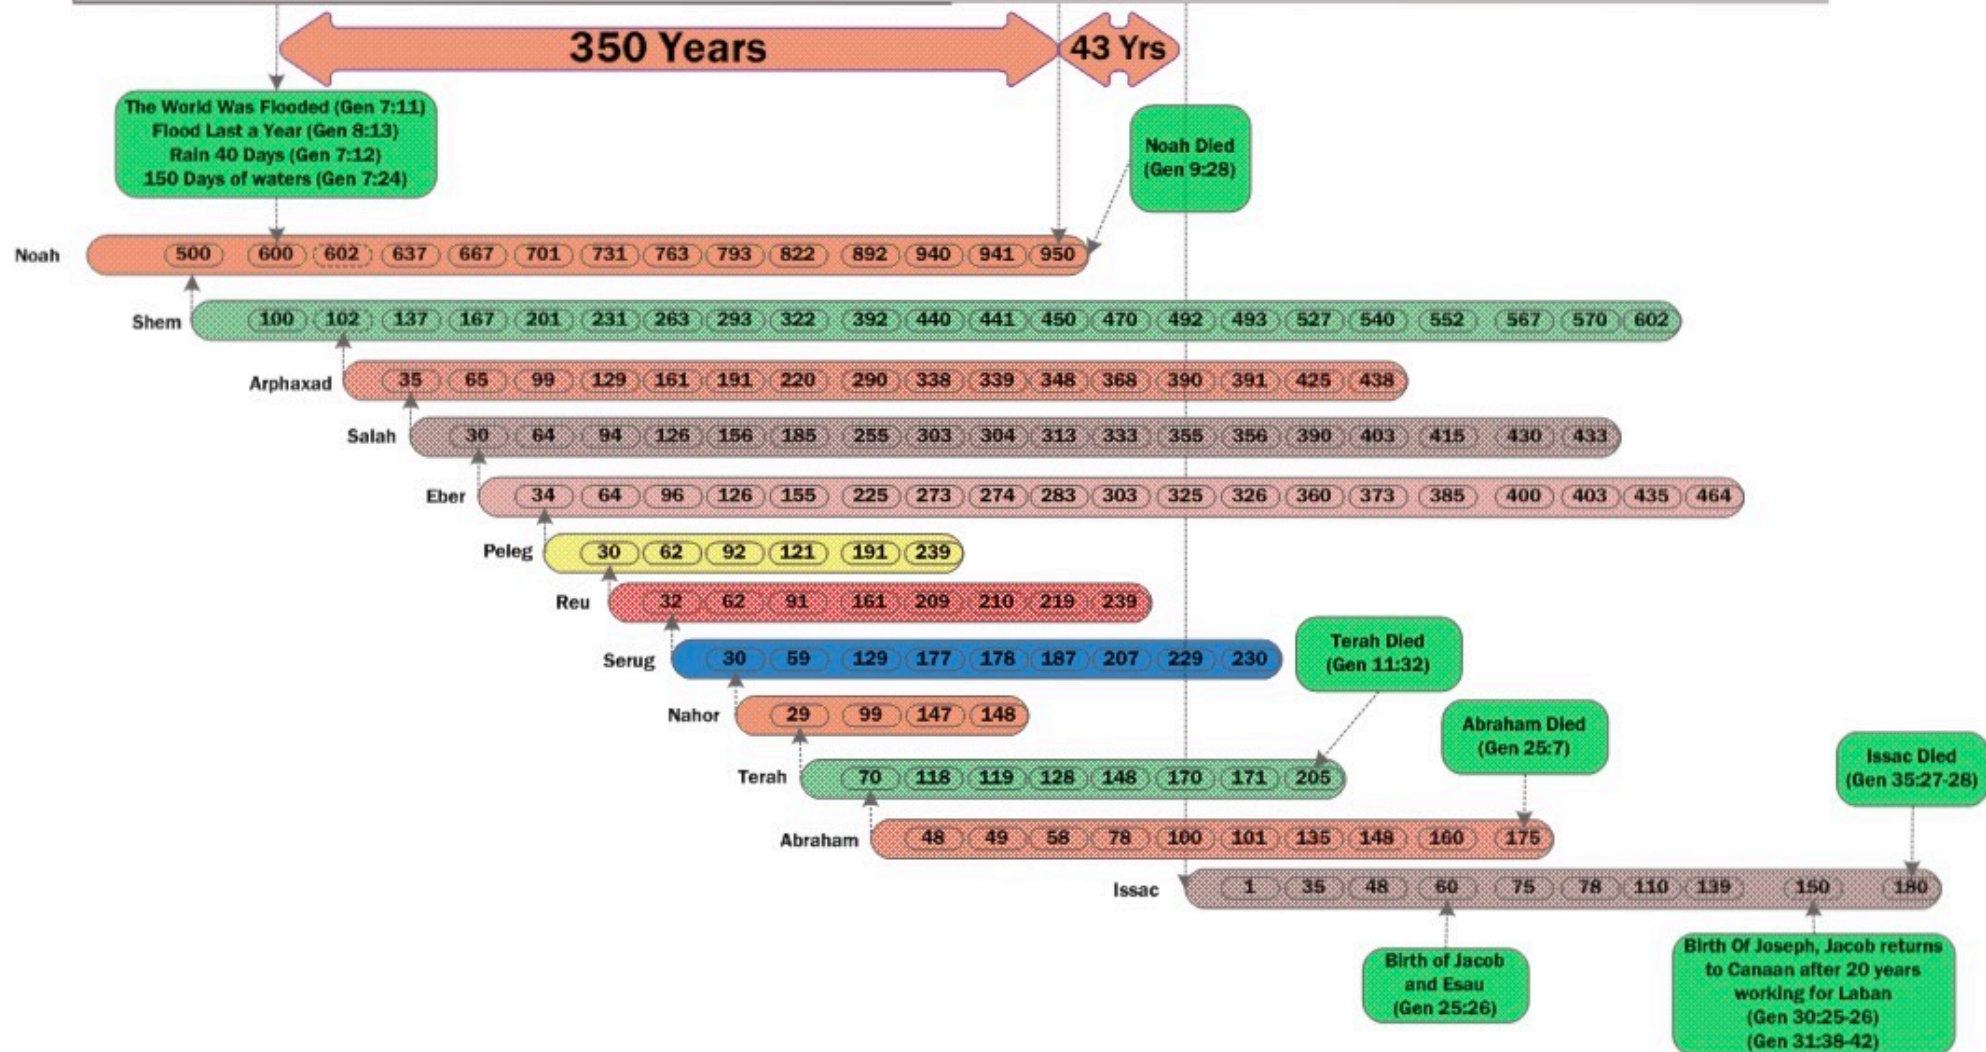 350 Years
43 Yrs
The World Was Flooded (Gen 7:11)
Flood Last a Year (Gen 8:13)
Rain 40 Days (Gen 7:12)
150 Days of waters (Gen 7:24)
Noah Died
(Gen 9:28)
Noah 500 600 602 637 667 701 731 763 793 822 892 940 941 950
Shem 100 102 137 167 201 231 263 293 322 392 440 441 450 470 492 493 527 540 552 567 570 602
Arphaxad 35 65 99 129 161 191 220 290 338 339 348 368 390 391 425 438
Salah 30 64 94 126 156 185 255 303 304 313 333 355 356 390 403 415 430 433
Eber 34 64 96 126 155 225 273 274 283 303 325 326 360 373 385 400 403 435 464
Peleg 30 62 92 121 191 239
Reu 32 62 91 161 209 210 219 239
Serug 30 59 129 177 178 187 207 229 230
Terah Died
(Gen 11:32)
Nahor 29 99 147 148
Abraham Died
(Gen 25:7)
Issac Died
(Gen 35:27-28)
Terah 70 118 119 128 148 170 171 205
Abraham 48 49 58 78 100 101 135 148 160 175
Issac 1 35 48 60 75 78 110 139 150 180
Birth of Jacob
and Esau
(Gen 25:26)
Birth Of Joseph, Jacob returns
to Canaan after 20 years
working for Laban
(Gen 30:25-26)
(Gen 31:38-42)